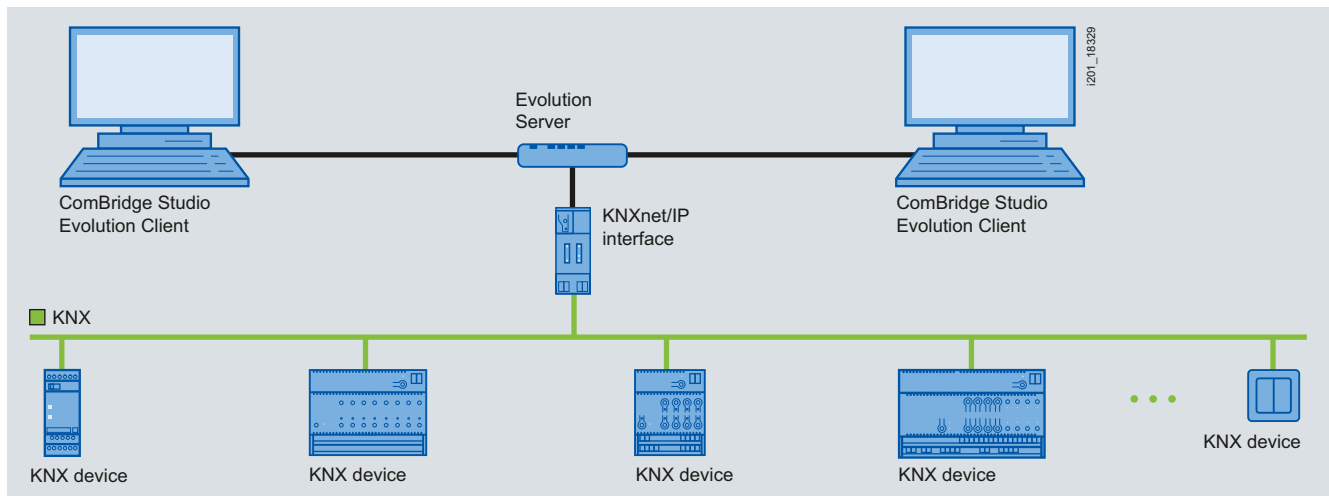 i201_18329
Evolution
Server
ComBridge Studio
Evolution Client
KNXnet/IP
interface
ComBridge Studio
Evolution Client
KNX
KNX device
KNX device
KNX device
KNX device
KNX device